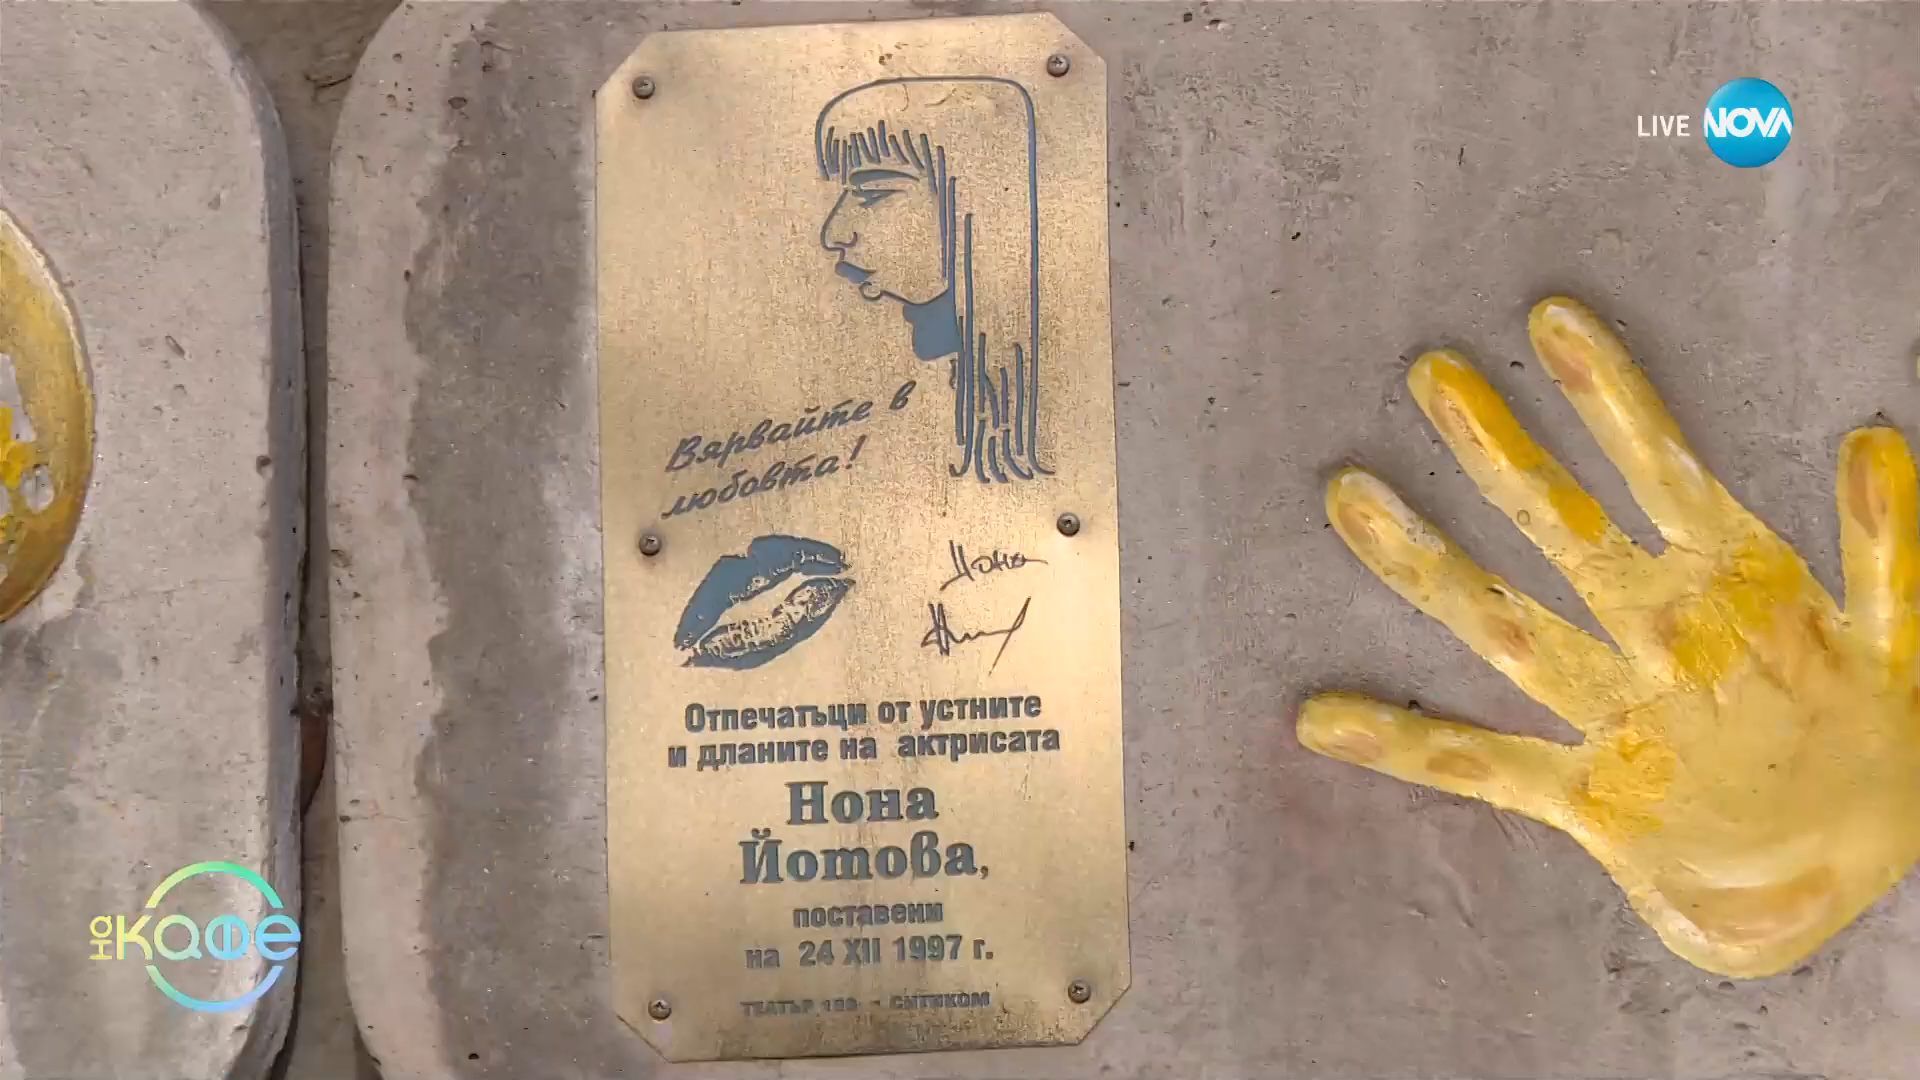 LIVE NOVA
Вярвайте в
любовта!
Нона
Отпечатъци от устните
и дланите на актрисата
Нона
Йотова,
поставени
на 24 XII 1997 г.
ТЕАТЪР - СИТИКОМ
на кафе